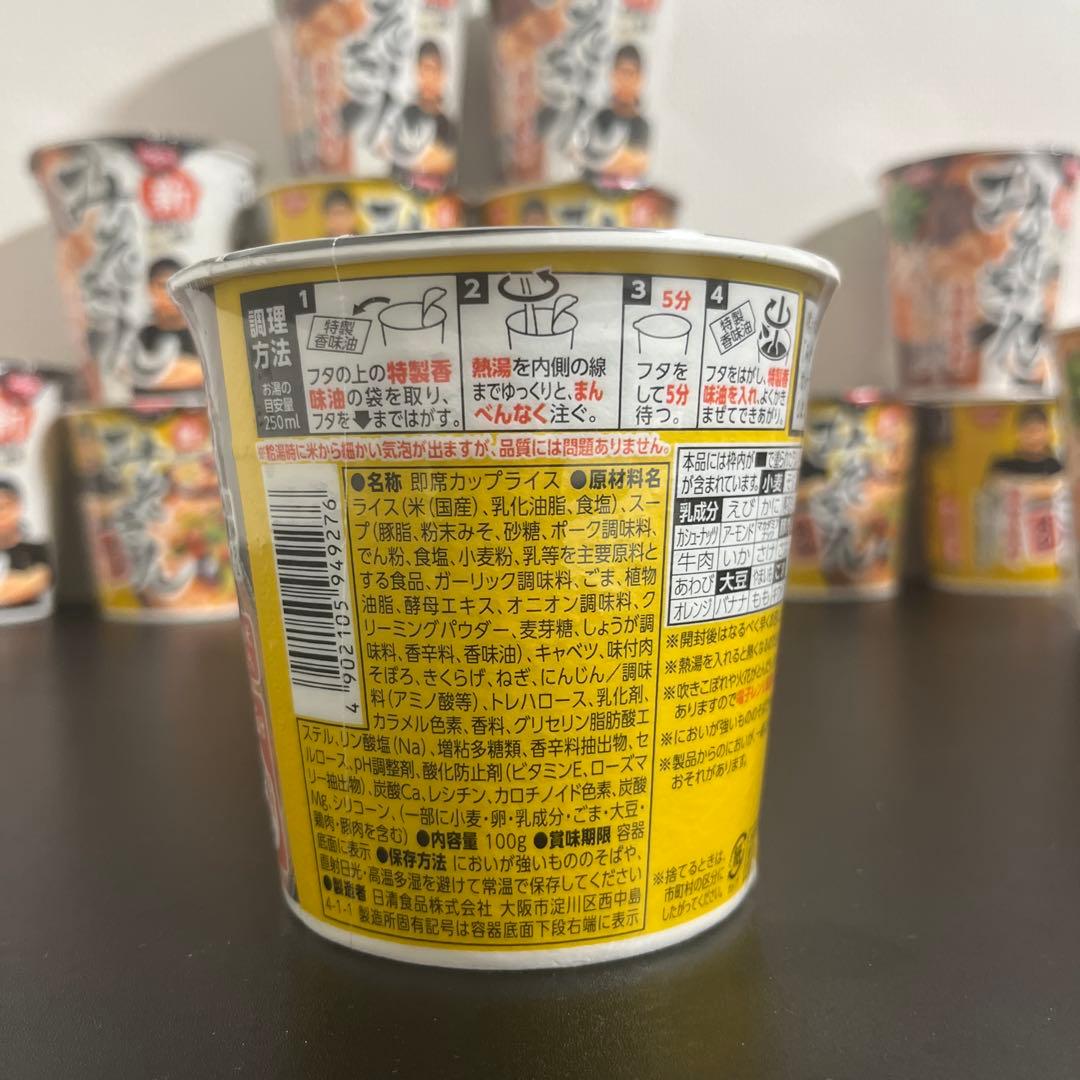 調理
方法
お湯の
目安量
250ml
1
特製
香味油
フタの上の特製香
味油の袋を取り、
フタを⬇まではがす。
2
熱湯を内側の線
までゆっくりと、まん
べんなく注ぐ。
3
5分
フタを
して5分
待つ。
4
特製
香味油
フタをはがし、特製香
味油を入れ、よくかき
まぜてできあがり。
※給湯時に米から細かい気泡が出ますが、品質には問題ありません。
●名称 即席カップライス ●原材料名
ライス(米(国産)、乳化油脂、食塩)、スー
プ(豚脂、粉末みそ、砂糖、ポーク調味料、
でん粉、食塩、小麦粉、乳等を主要原料と
する食品、ガーリック調味料、ごま、植物
油脂、酵母エキス、オニオン調味料、ク
リーミングパウダー、麦芽糖、しょうが調
味料、香辛料、香味油)、キャベツ、味付肉
そぼろ、きくらげ、ねぎ、にんじん/調味
料(アミノ酸等)、トレハロース、乳化剤、
カラメル色素、香料、グリセリン脂肪酸エ
ステル、リン酸塩(Na)、増粘多糖類、香辛料抽出物、セ
ルロース、pH調整剤、酸化防止剤(ビタミンE、ローズマ
リー抽出物)、炭酸Ca、レシチン、カロチノイド色素、炭酸
Mg、シリコーン、(一部に小麦・卵・乳成分・ごま・大豆・
鶏肉・豚肉を含む) ●内容量 100g ●賞味期限 容器
底面に表示 ●保存方法 においが強いもののそばや、
直射日光・高温多湿を避けて常温で保存してください
●製造者 日清食品株式会社 大阪市淀川区西中島
4-1-1 製造所固有記号は容器底面下段右端に表示
4 902105 949276
本品には枠内が■で塗られた
が含まれています。 小麦
乳成分 えび かに
カシューナッツ アーモンド
牛肉 いか さけ
あわび 大豆 やまいも
オレンジ バナナ もも
※開封後はなるべく早く
※熱湯を入れると熱くなる
※吹きこぼれや火花が
ありますので電子レンジ
※においが強いもののそば
※製品からのにおいが
おそれがあります。
※捨てるときは、
市町村の区分に
したがってください。
紙